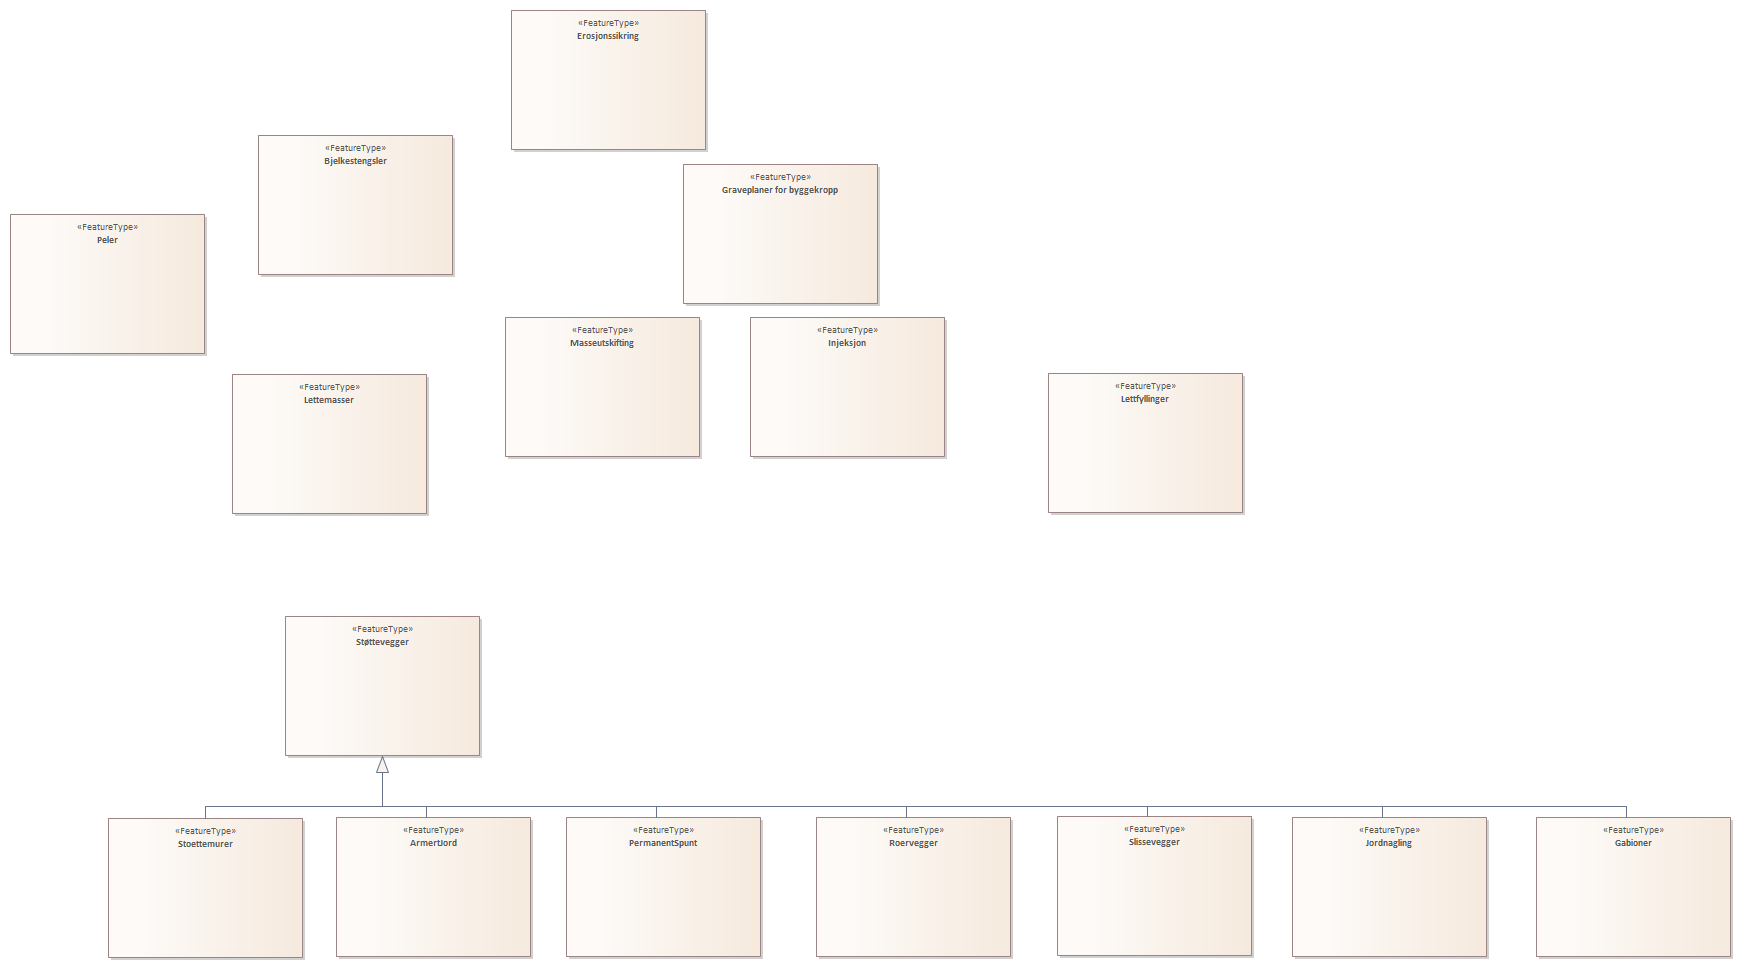 «FeatureType»
Erosjonssikring
«FeatureType»
Bjelkestengsler
«FeatureType»
Graveplaner for byggekropp
«FeatureType»
Peler
«FeatureType»
Masseutskifting
«FeatureType»
Injeksjon
«FeatureType»
Lettemasser
«FeatureType»
Lettfyllinger
«FeatureType»
Støttevegger
«FeatureType»
Stoettemurer
«FeatureType»
ArmertJord
«FeatureType»
PermanentSpunt
«FeatureType»
Roervegger
«FeatureType»
Slissevegger
«FeatureType»
Jordnagling
«FeatureType»
Gabioner